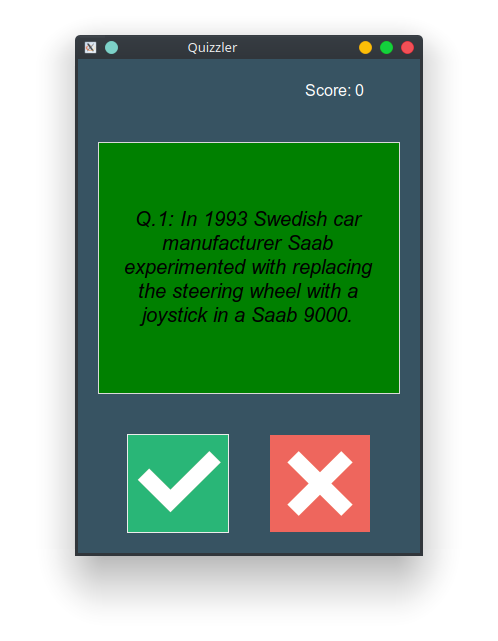 Quizzler
Score: 0
Q.1: In 1993 Swedish car
manufacturer Saab
experimented with replacing
the steering wheel with a
joystick in a Saab 9000.